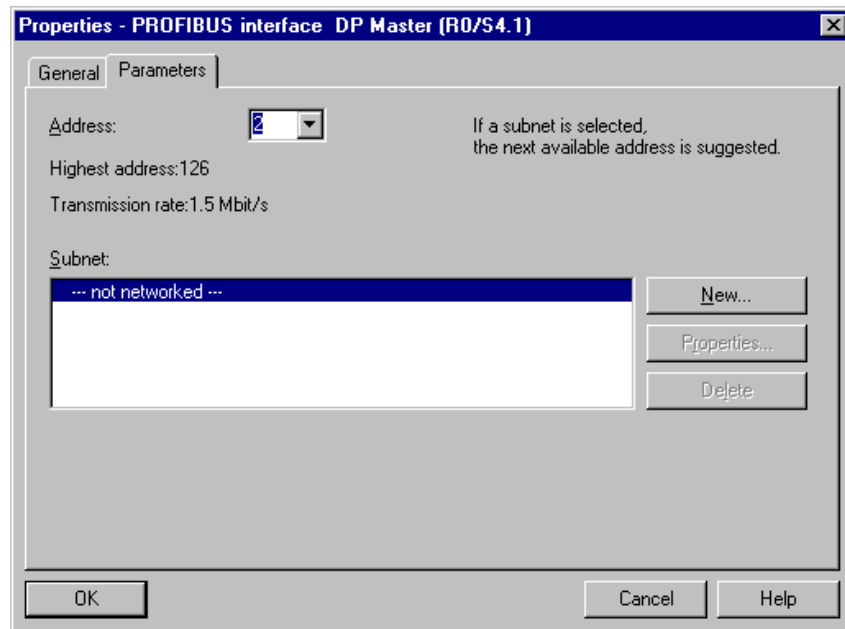 Properties - PROFIBUS interface  DP Master (R0/S4.1)
General
Parameters
Address:
2
If a subnet is selected,
the next available address is suggested.
Highest address:126
Transmission rate:1.5 Mbit/s
Subnet:
--- not networked ---
New...
Properties...
Delete
OK
Cancel
Help